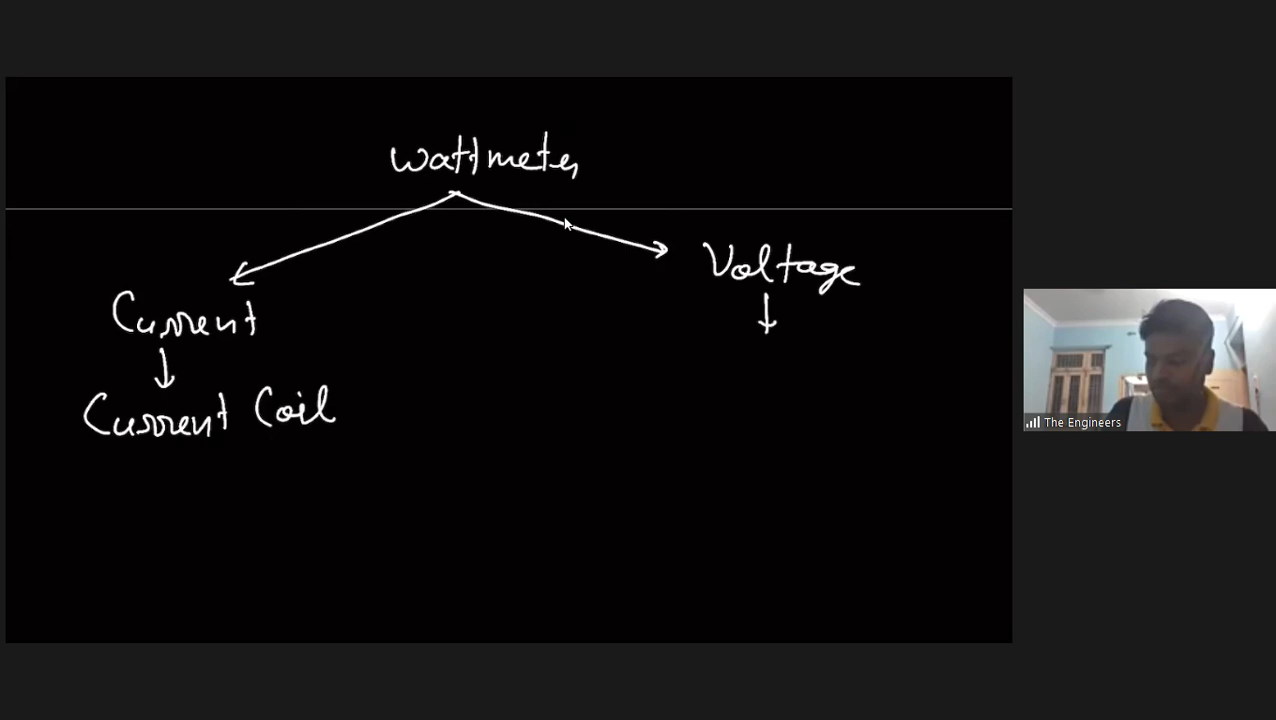 Wattmeter
Voltage
Current
Current Coil
The Engineers